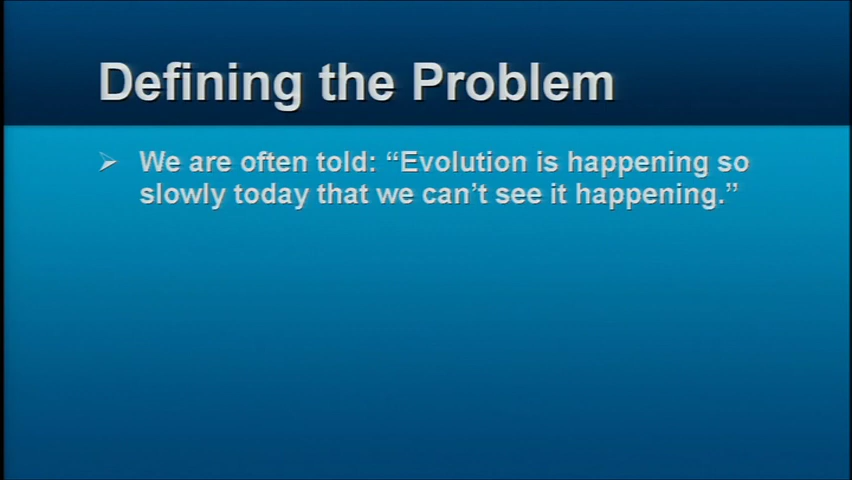 Defining the Problem
We are often told: “Evolution is happening so
slowly today that we can’t see it happening.”